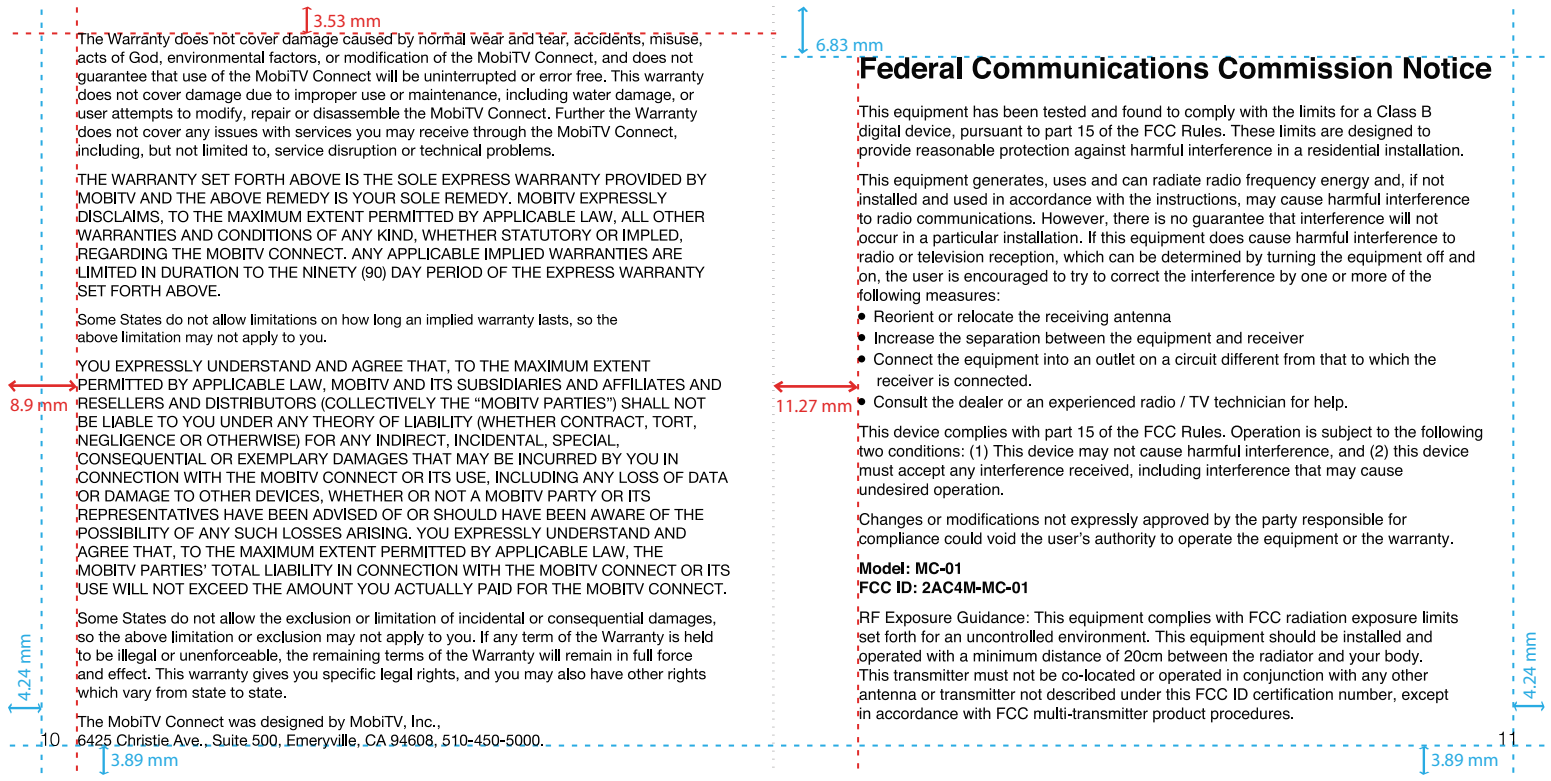 3.53 mm
The Warranty does not cover damage caused by normal wear and tear, accidents, misuse,
acts of God, environmental factors, or modification of the MobiTV Connect, and does not
guarantee that use of the MobiTV Connect will be uninterrupted or error free. This warranty
does not cover damage due to improper use or maintenance, including water damage, or
user attempts to modify, repair or disassemble the MobiTV Connect. Further the Warranty
does not cover any issues with services you may receive through the MobiTV Connect,
including, but not limited to, service disruption or technical problems.
THE WARRANTY SET FORTH ABOVE IS THE SOLE EXPRESS WARRANTY PROVIDED BY
MOBITV AND THE ABOVE REMEDY IS YOUR SOLE REMEDY. MOBITV EXPRESSLY
DISCLAIMS, TO THE MAXIMUM EXTENT PERMITTED BY APPLICABLE LAW, ALL OTHER
WARRANTIES AND CONDITIONS OF ANY KIND, WHETHER STATUTORY OR IMPLED,
REGARDING THE MOBITV CONNECT. ANY APPLICABLE IMPLIED WARRANTIES ARE
LIMITED IN DURATION TO THE NINETY (90) DAY PERIOD OF THE EXPRESS WARRANTY
SET FORTH ABOVE.
Some States do not allow limitations on how long an implied warranty lasts, so the
above limitation may not apply to you.
YOU EXPRESSLY UNDERSTAND AND AGREE THAT, TO THE MAXIMUM EXTENT
PERMITTED BY APPLICABLE LAW, MOBITV AND ITS SUBSIDIARIES AND AFFILIATES AND
RESELLERS AND DISTRIBUTORS (COLLECTIVELY THE “MOBITV PARTIES”) SHALL NOT
BE LIABLE TO YOU UNDER ANY THEORY OF LIABILITY (WHETHER CONTRACT, TORT,
NEGLIGENCE OR OTHERWISE) FOR ANY INDIRECT, INCIDENTAL, SPECIAL,
CONSEQUENTIAL OR EXEMPLARY DAMAGES THAT MAY BE INCURRED BY YOU IN
CONNECTION WITH THE MOBITV CONNECT OR ITS USE, INCLUDING ANY LOSS OF DATA
OR DAMAGE TO OTHER DEVICES, WHETHER OR NOT A MOBITV PARTY OR ITS
REPRESENTATIVES HAVE BEEN ADVISED OF OR SHOULD HAVE BEEN AWARE OF THE
POSSIBILITY OF ANY SUCH LOSSES ARISING. YOU EXPRESSLY UNDERSTAND AND
AGREE THAT, TO THE MAXIMUM EXTENT PERMITTED BY APPLICABLE LAW, THE
MOBITV PARTIES’ TOTAL LIABILITY IN CONNECTION WITH THE MOBITV CONNECT OR ITS
USE WILL NOT EXCEED THE AMOUNT YOU ACTUALLY PAID FOR THE MOBITV CONNECT.
Some States do not allow the exclusion or limitation of incidental or consequential damages,
so the above limitation or exclusion may not apply to you. If any term of the Warranty is held
to be illegal or unenforceable, the remaining terms of the Warranty will remain in full force
and effect. This warranty gives you specific legal rights, and you may also have other rights
which vary from state to state.
The MobiTV Connect was designed by MobiTV, Inc.,
6425 Christie Ave., Suite 500, Emeryville, CA 94608, 510-450-5000.
10
8.9 mm
4.24 mm
3.89 mm
6.83 mm
Federal Communications Commission Notice
This equipment has been tested and found to comply with the limits for a Class B
digital device, pursuant to part 15 of the FCC Rules. These limits are designed to
provide reasonable protection against harmful interference in a residential installation.
This equipment generates, uses and can radiate radio frequency energy and, if not
installed and used in accordance with the instructions, may cause harmful interference
to radio communications. However, there is no guarantee that interference will not
occur in a particular installation. If this equipment does cause harmful interference to
radio or television reception, which can be determined by turning the equipment off and
on, the user is encouraged to try to correct the interference by one or more of the
following measures:
• Reorient or relocate the receiving antenna
• Increase the separation between the equipment and receiver
• Connect the equipment into an outlet on a circuit different from that to which the
receiver is connected.
• Consult the dealer or an experienced radio / TV technician for help.
This device complies with part 15 of the FCC Rules. Operation is subject to the following
two conditions: (1) This device may not cause harmful interference, and (2) this device
must accept any interference received, including interference that may cause
undesired operation.
Changes or modifications not expressly approved by the party responsible for
compliance could void the user’s authority to operate the equipment or the warranty.
Model: MC-01
FCC ID: 2AC4M-MC-01
RF Exposure Guidance: This equipment complies with FCC radiation exposure limits
set forth for an uncontrolled environment. This equipment should be installed and
operated with a minimum distance of 20cm between the radiator and your body.
This transmitter must not be co-located or operated in conjunction with any other
antenna or transmitter not described under this FCC ID certification number, except
in accordance with FCC multi-transmitter product procedures.
11
11.27 mm
4.24 mm
3.89 mm